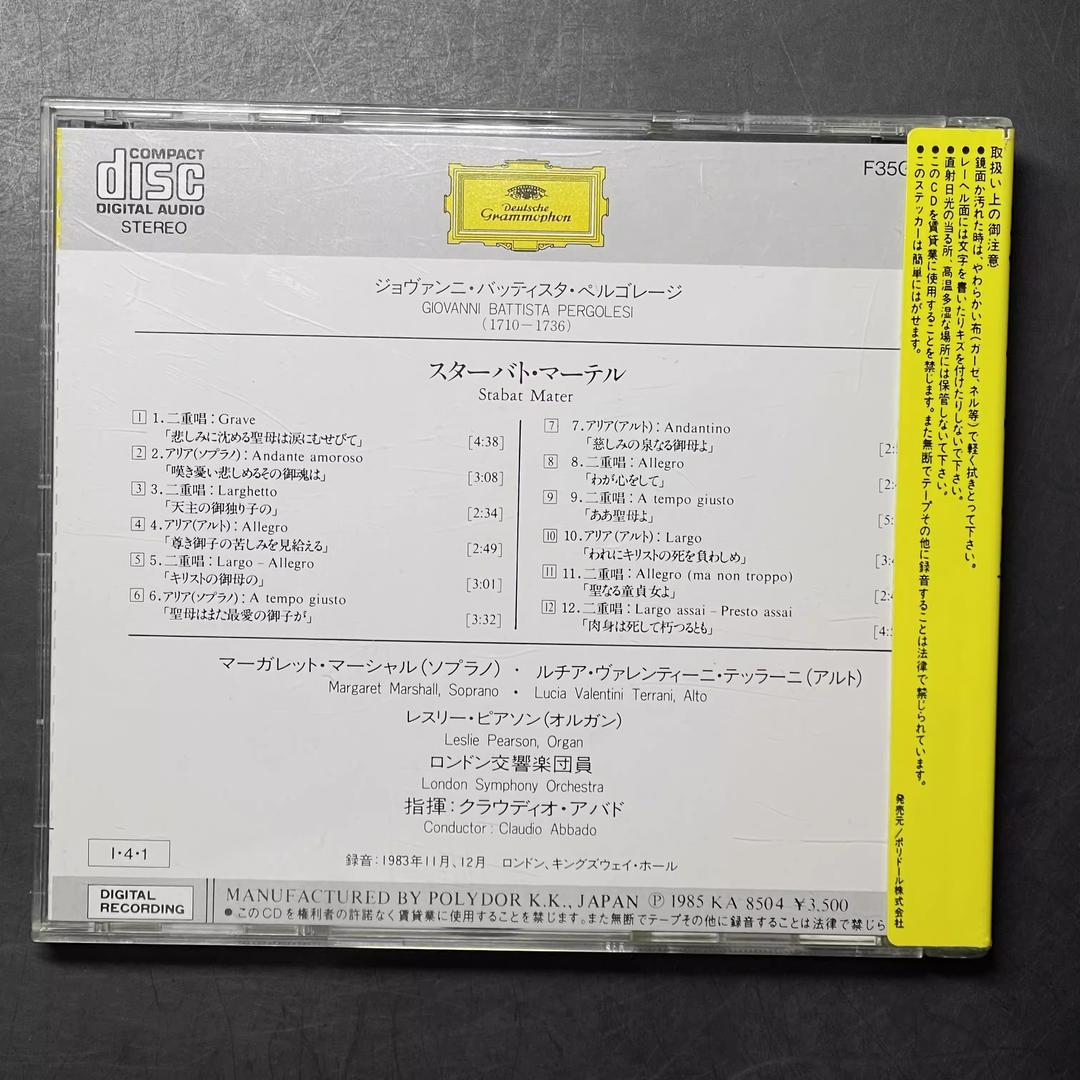 COMPACT
disc
DIGITAL AUDIO
STEREO
Deutsche
Grammophon
F35G
ジョヴァンニ・バッティスタ・ペルゴレージ
GIOVANNI BATTISTA PERGOLESI
(1710－1736)
スターバト・マーテル
Stabat Mater
1 1.二重唱：Grave
「悲しみに沈める聖母は涙にむせびて」 [4:38]
2 2.アリア(ソプラノ)：Andante amoroso
「嘆き憂い悲しめるその御魂は」 [3:08]
3 3.二重唱：Larghetto
「天主の御独り子の」 [2:34]
4 4.アリア(アルト)：Allegro
「尊き御子の苦しみを見給える」 [2:49]
5 5.二重唱：Largo－Allegro
「キリストの御母の」 [3:01]
6 6.アリア(ソプラノ)：A tempo giusto
「聖母はまた最愛の御子が」 [3:32]
7 7.アリア(アルト)：Andantino
「慈しみの泉なる御母よ」
8 8.二重唱：Allegro
「わが心をして」
9 9.二重唱：A tempo giusto
「ああ聖母よ」
10 10.アリア(アルト)：Largo
「われにキリストの死を負わしめ」
11 11.二重唱：Allegro (ma non troppo)
「聖なる童貞女よ」
12 12.二重唱：Largo assai－Presto assai
「肉身は死して朽つるとも」
マーガレット・マーシャル(ソプラノ) ・ ルチア・ヴァレンティーニ・テッラーニ(アルト)
Margaret Marshall, Soprano ・ Lucia Valentini Terrani, Alto
レスリー・ピアソン(オルガン)
Leslie Pearson, Organ
ロンドン交響楽団員
London Symphony Orchestra
指揮：クラウディオ・アバド
Conductor : Claudio Abbado
録音：1983年11月、12月 ロンドン、キングズウェイ・ホール
I・4・1
DIGITAL
RECORDING
MANUFACTURED BY POLYDOR K.K., JAPAN Ⓟ 1985 KA 8504 ¥3,500
●このCDを権利者の許諾なく賃貸業に使用することを禁じます。また無断でテープその他に録音することは法律で禁じら
取扱い上の御注意
●鏡面が汚れた時は、やわらかい布(ガーゼ、ネル等)で軽く拭きとって下さい。
●レーベル面には文字を書いたりキズを付けたりしないで下さい。
●直射日光の当る所、高温多湿な場所には保管しないで下さい。
●このCDを賃貸業に使用することを禁じます。また無断でテープその他に録音することは法律で禁じられています。
●このステッカーは簡単にはがせます。
発売元/ポリドール株式会社